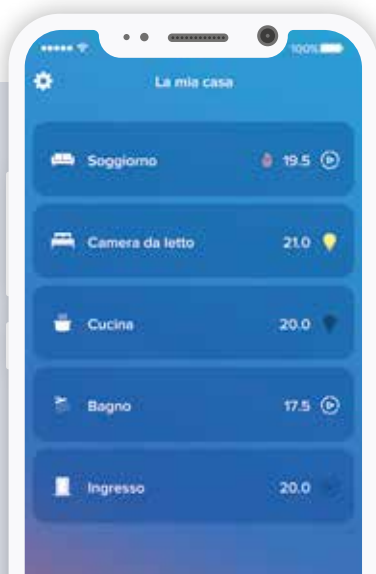 100%
La mia casa
Soggiorno 19.5
Camera da letto 21.0
Cucina 20.0
Bagno 17.5
Ingresso 20.0